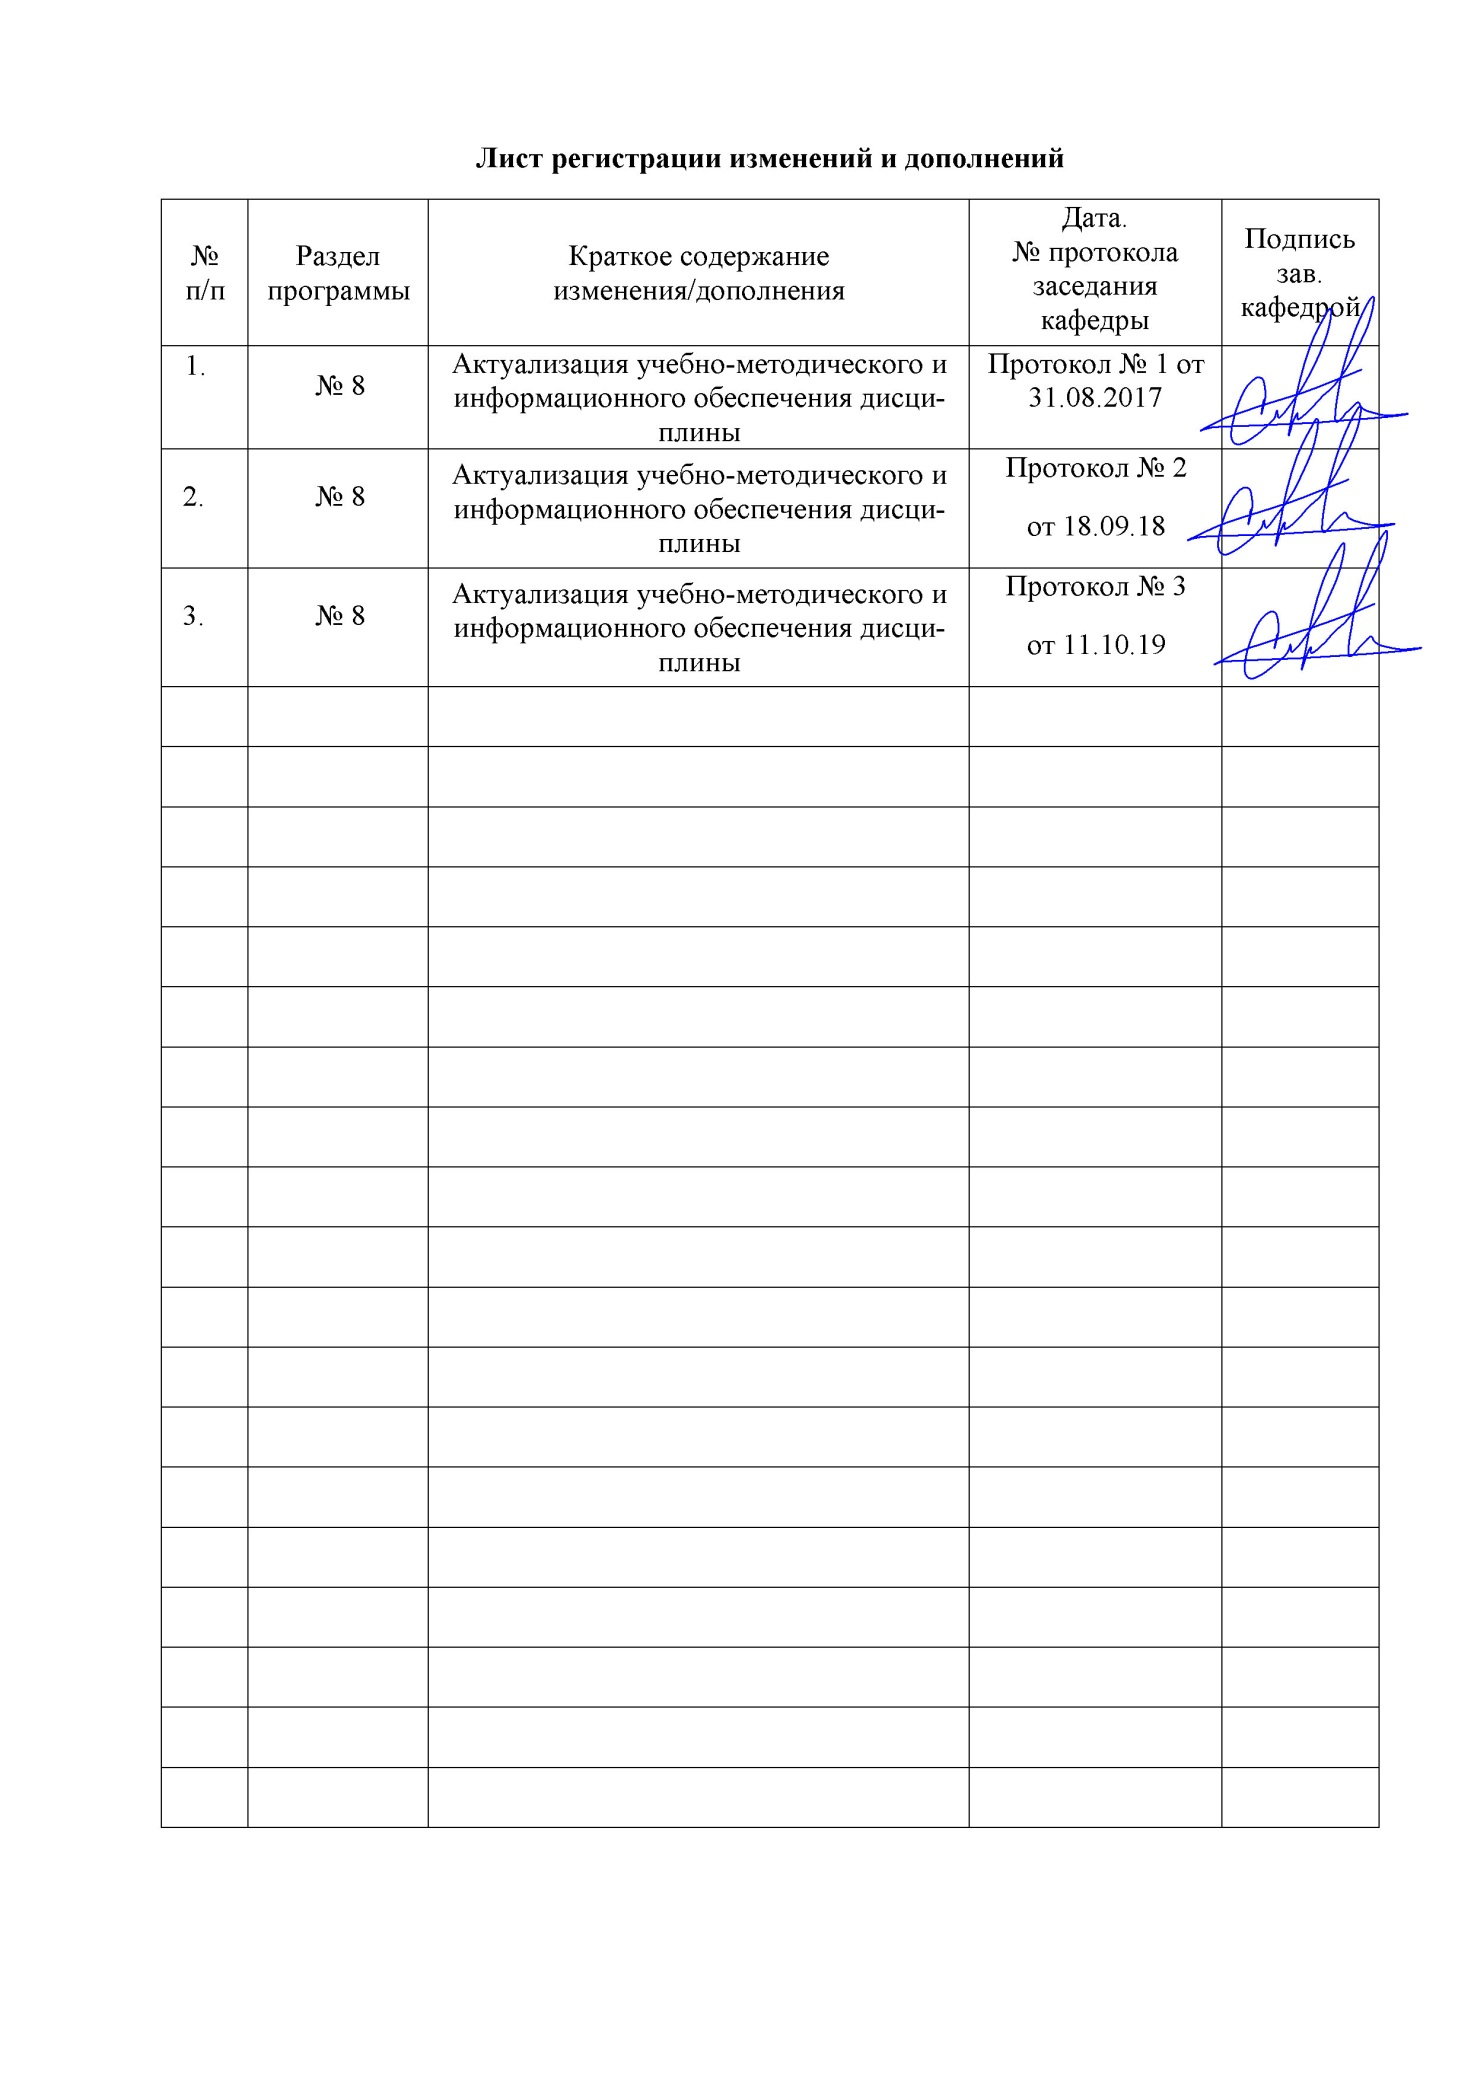 Лист регистрации изменений и дополнений
№
п/п
Раздел
программы
Краткое содержание
изменения/дополнения
Дата.
№ протокола
заседания
кафедры
Подпись
зав.
кафедрой
1.
№ 8
Актуализация учебно-методического и
информационного обеспечения дисци-
плины
Протокол № 1 от
31.08.2017
2.
№ 8
Актуализация учебно-методического и
информационного обеспечения дисци-
плины
Протокол № 2
от 18.09.18
3.
№ 8
Актуализация учебно-методического и
информационного обеспечения дисци-
плины
Протокол № 3
от 11.10.19